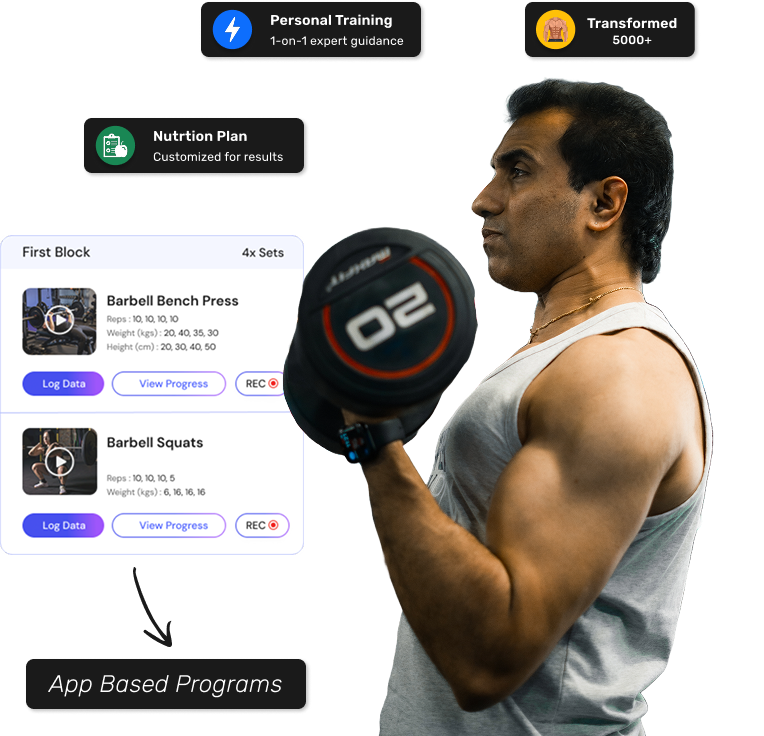 Personal Training
1-on-1 expert guidance
Transformed
5000+
Nutrtion Plan
Customized for results
First Block
4x Sets
Barbell Bench Press
Reps : 10, 10, 10, 10
Weight (kgs) : 20, 40, 35, 30
Height (cm) : 20, 30, 40, 50
Log Data
View Progress
REC
Barbell Squats
Reps : 10, 10, 10, 5
Weight (kgs) : 6, 16, 16, 16
Log Data
View Progress
REC
App Based Programs
02